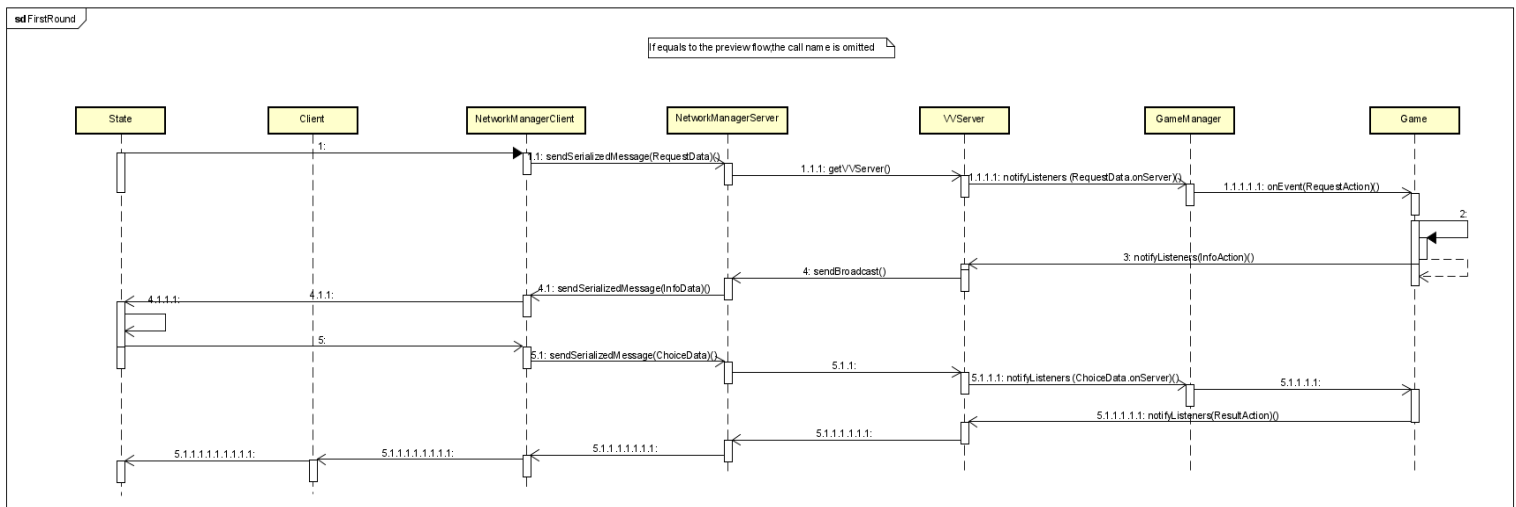 sd FirstRound
If equals to the preview flow,the call name is omitted
State
Client
NetworkManagerClient
NetworkManagerServer
VVServer
GameManager
Game
1:
1.1: sendSerializedMessage(RequestData)()
1.1.1: getVVServer()
1.1.1.1: notifyListeners (RequestData.onServer)()
1.1.1.1.1: onEvent(RequestAction)()
2:
3: notifyListeners(InfoAction)()
4: sendBroadcast()
4.1: sendSerializedMessage(InfoData)()
4.1.1:
4.1.1.1:
5:
5.1: sendSerializedMessage(ChoiceData)()
5.1.1:
5.1.1.1: notifyListeners (ChoiceData.onServer)()
5.1.1.1.1:
5.1.1.1.1.1: notifyListeners(ResultAction)()
5.1.1.1.1.1.1:
5.1.1.1.1.1.1.1:
5.1.1.1.1.1.1.1.1:
5.1.1.1.1.1.1.1.1.1: